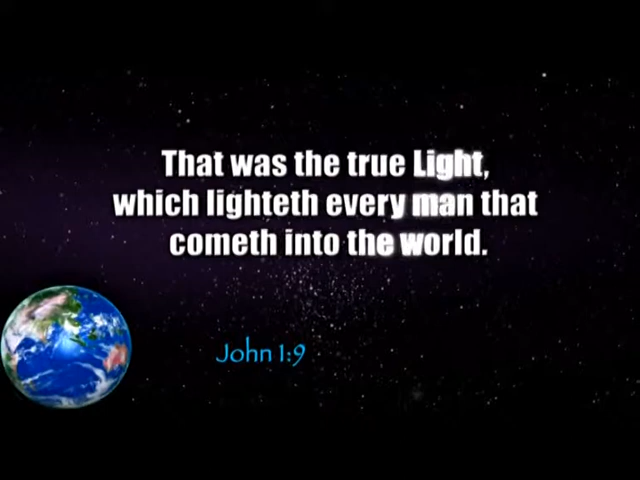 That was the true Light,
which lighteth every man that
cometh into the world.
John 1:9